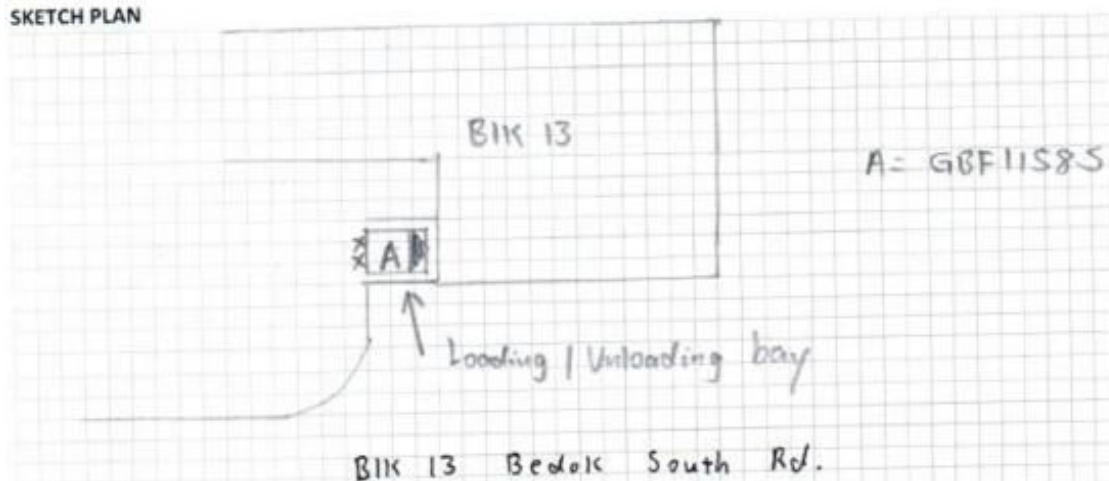 SKETCH PLAN
Blk 13
A = GBF1158S
A
Loading / Unloading bay
Blk 13 Bedok South Rd.